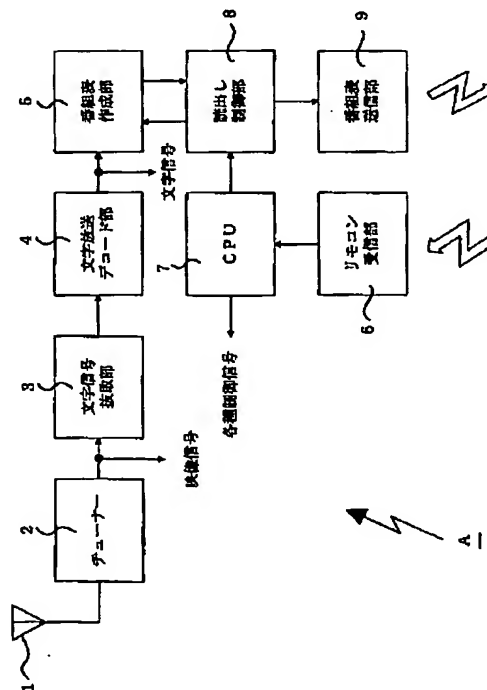 1
2
チューナー
映像信号
3
文字信号
抜取部
4
文字放送
デコード部
文字信号
5
番組表
作成部
7
CPU
各種制御信号
8
読出し
制御部
6
リモコン
受信部
9
番組表
送信部
A